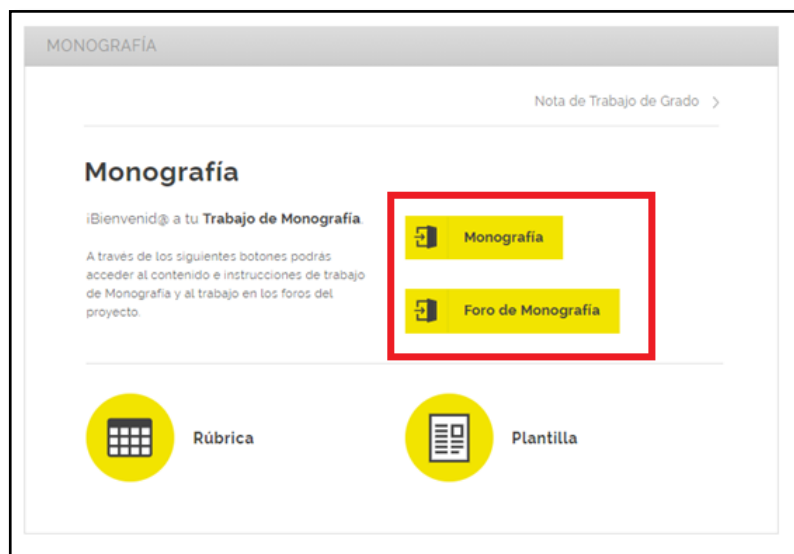 MONOGRAFÍA
Nota de Trabajo de Grado
Monografía
¡Bienvenid@ a tu Trabajo de Monografía.
A través de los siguientes botones podrás
acceder al contenido e instrucciones de trabajo
de Monografía y al trabajo en los foros del
proyecto.
Monografía
Foro de Monografía
Rúbrica
Plantilla